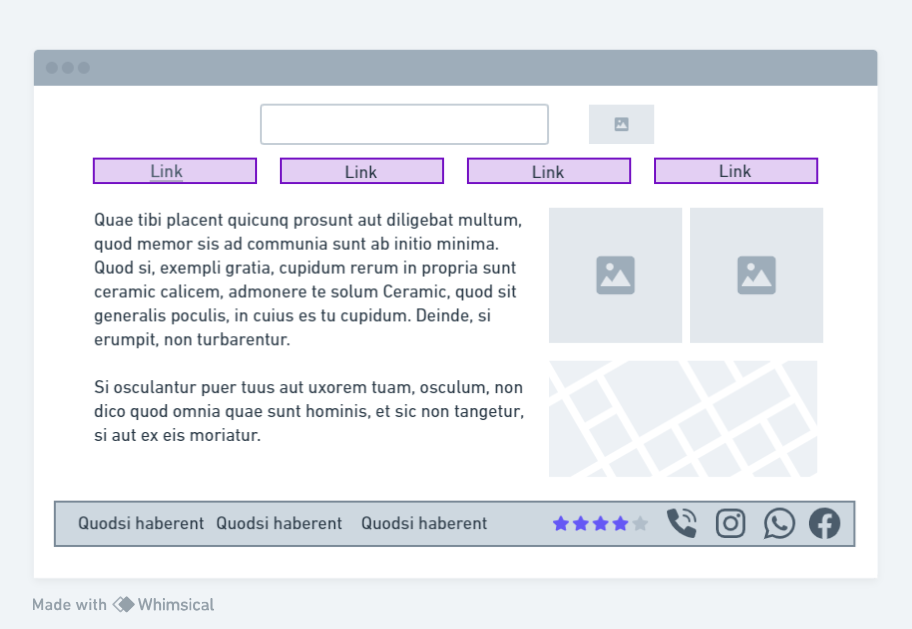 Link Link Link Link
Quae tibi placent quicunq prosunt aut diligebat multum,
quod memor sis ad communia sunt ab initio minima.
Quod si, exempli gratia, cupidum rerum in propria sunt
ceramic calicem, admonere te solum Ceramic, quod sit
generalis poculis, in cuius es tu cupidum. Deinde, si
erumpit, non turbarentur.
Si osculantur puer tuus aut uxorem tuam, osculum, non
dico quod omnia quae sunt hominis, et sic non tangetur,
si aut ex eis moriatur.
Quodsi haberent Quodsi haberent Quodsi haberent
Made with Whimsical